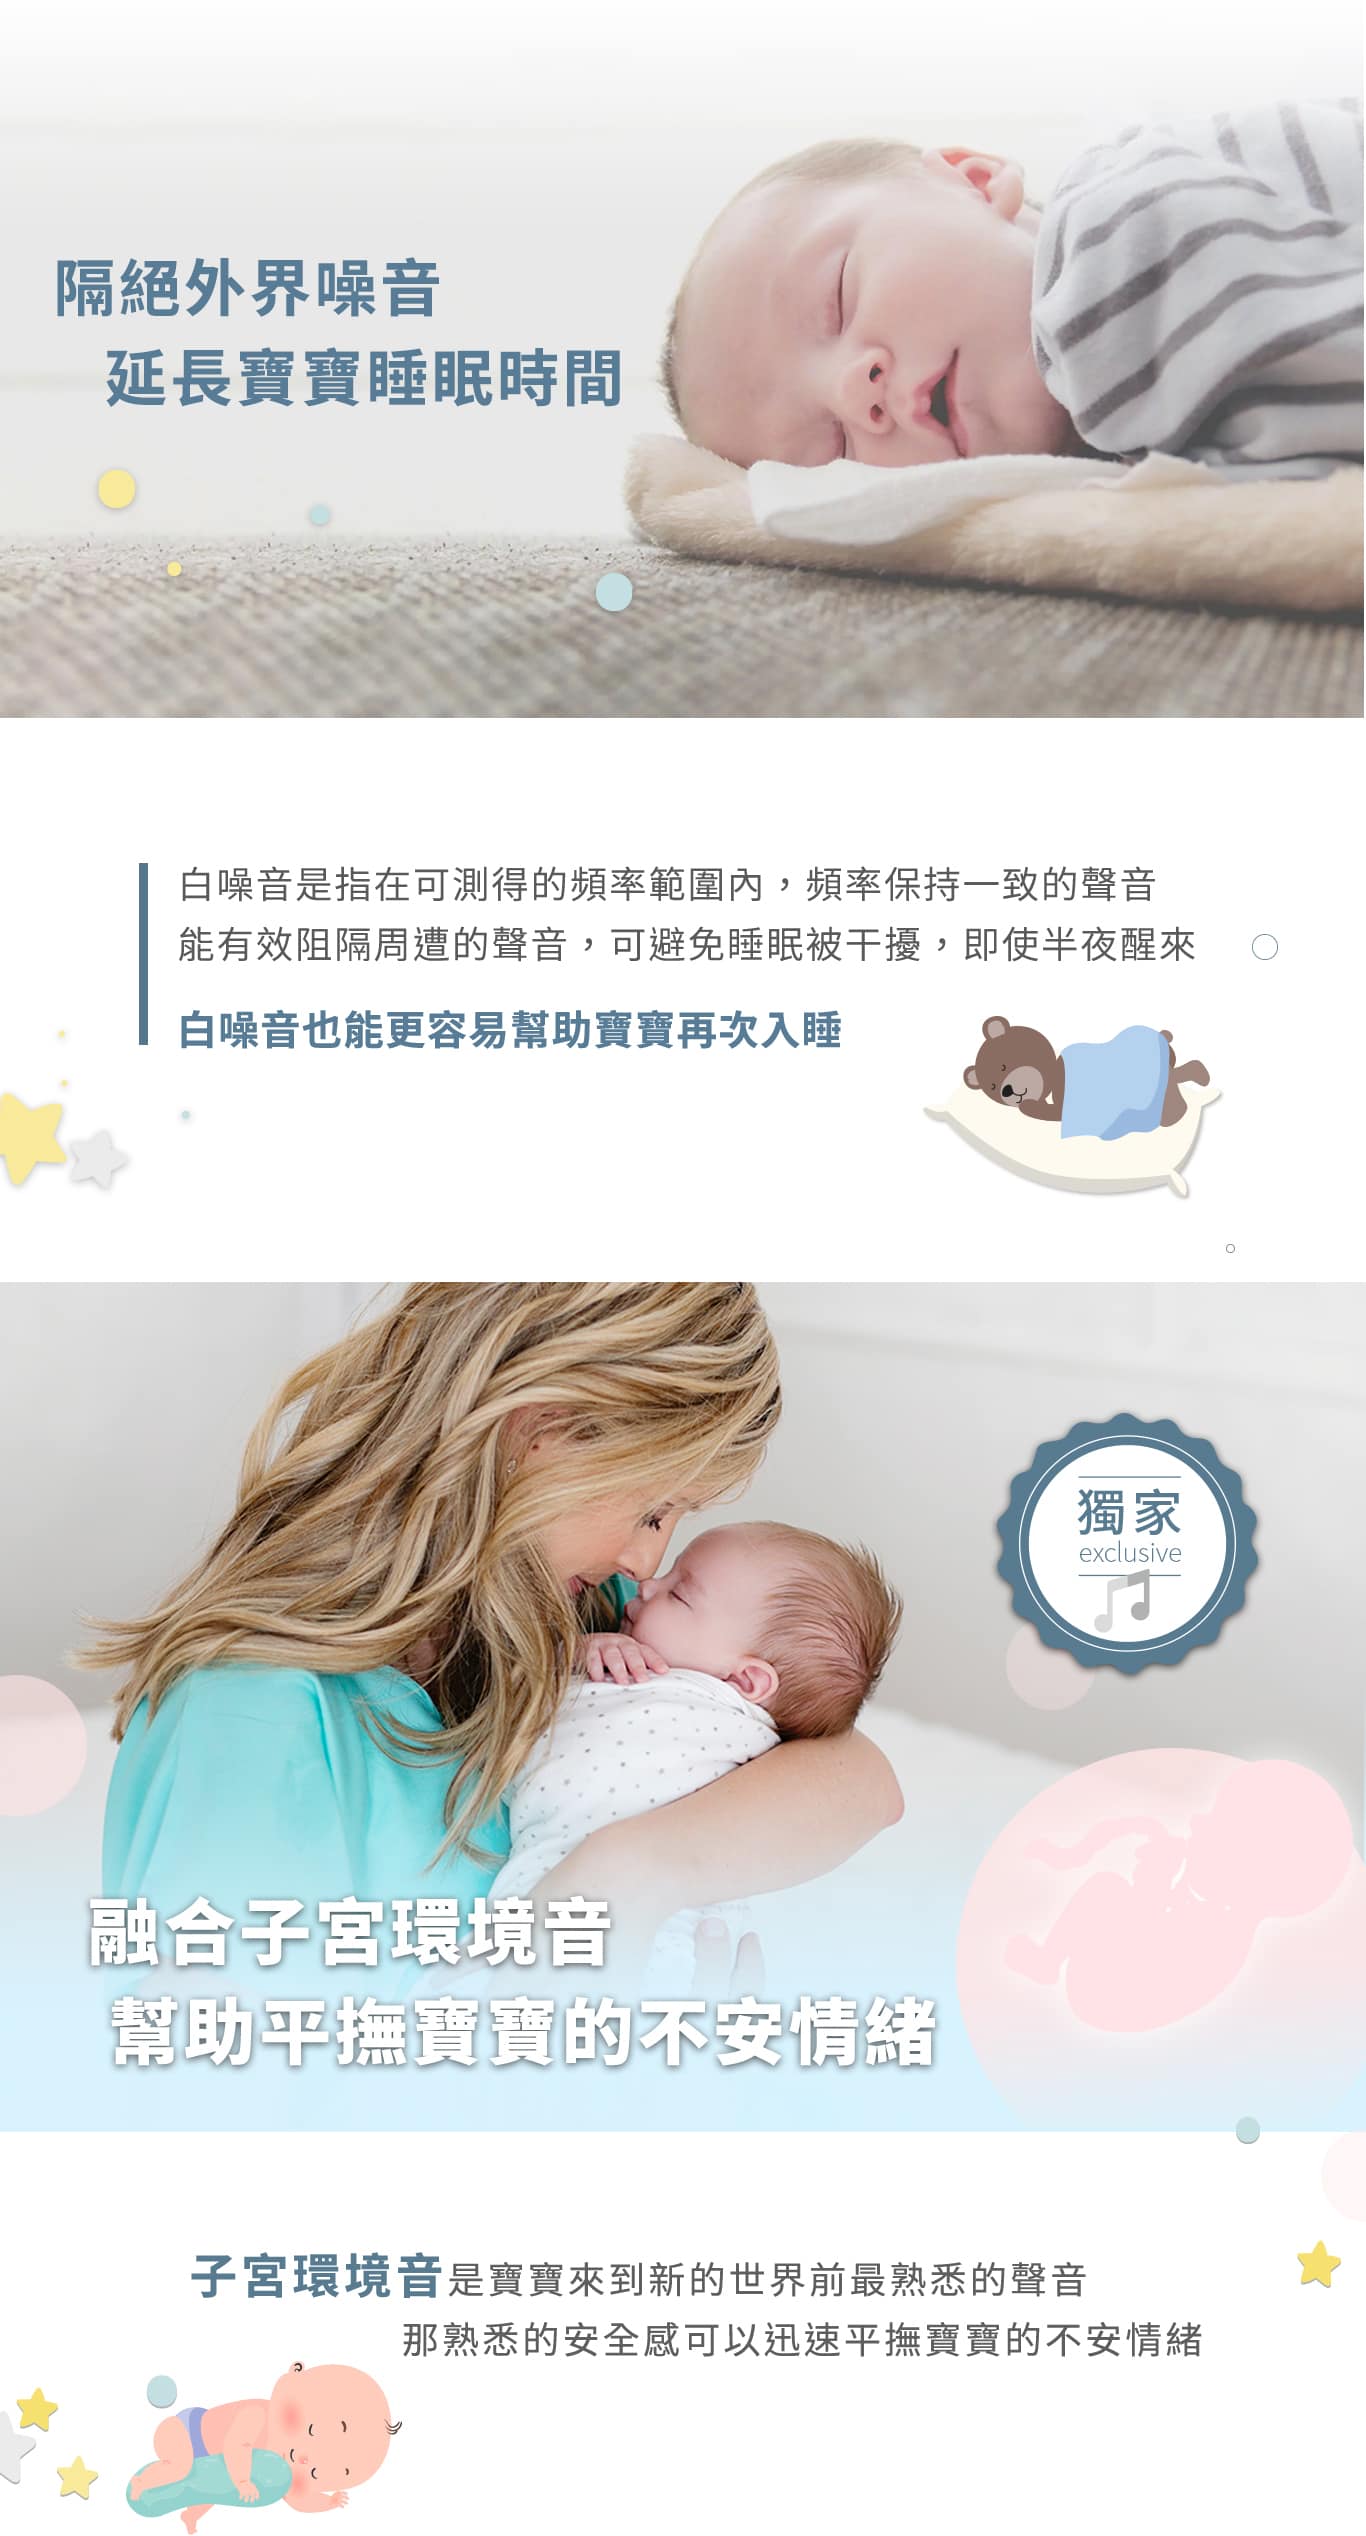 隔絕外界噪音
延長寶寶睡眠時間
白噪音是指在可測得的頻率範圍內，頻率保持一致的聲音
能有效阻隔周遭的聲音，可避免睡眠被干擾，即使半夜醒來
白噪音也能更容易幫助寶寶再次入睡
獨家
exclusive
融合子宮環境音
幫助平撫寶寶的不安情緒
子宮環境音是寶寶來到新的世界前最熟悉的聲音
那熟悉的安全感可以迅速平撫寶寶的不安情緒